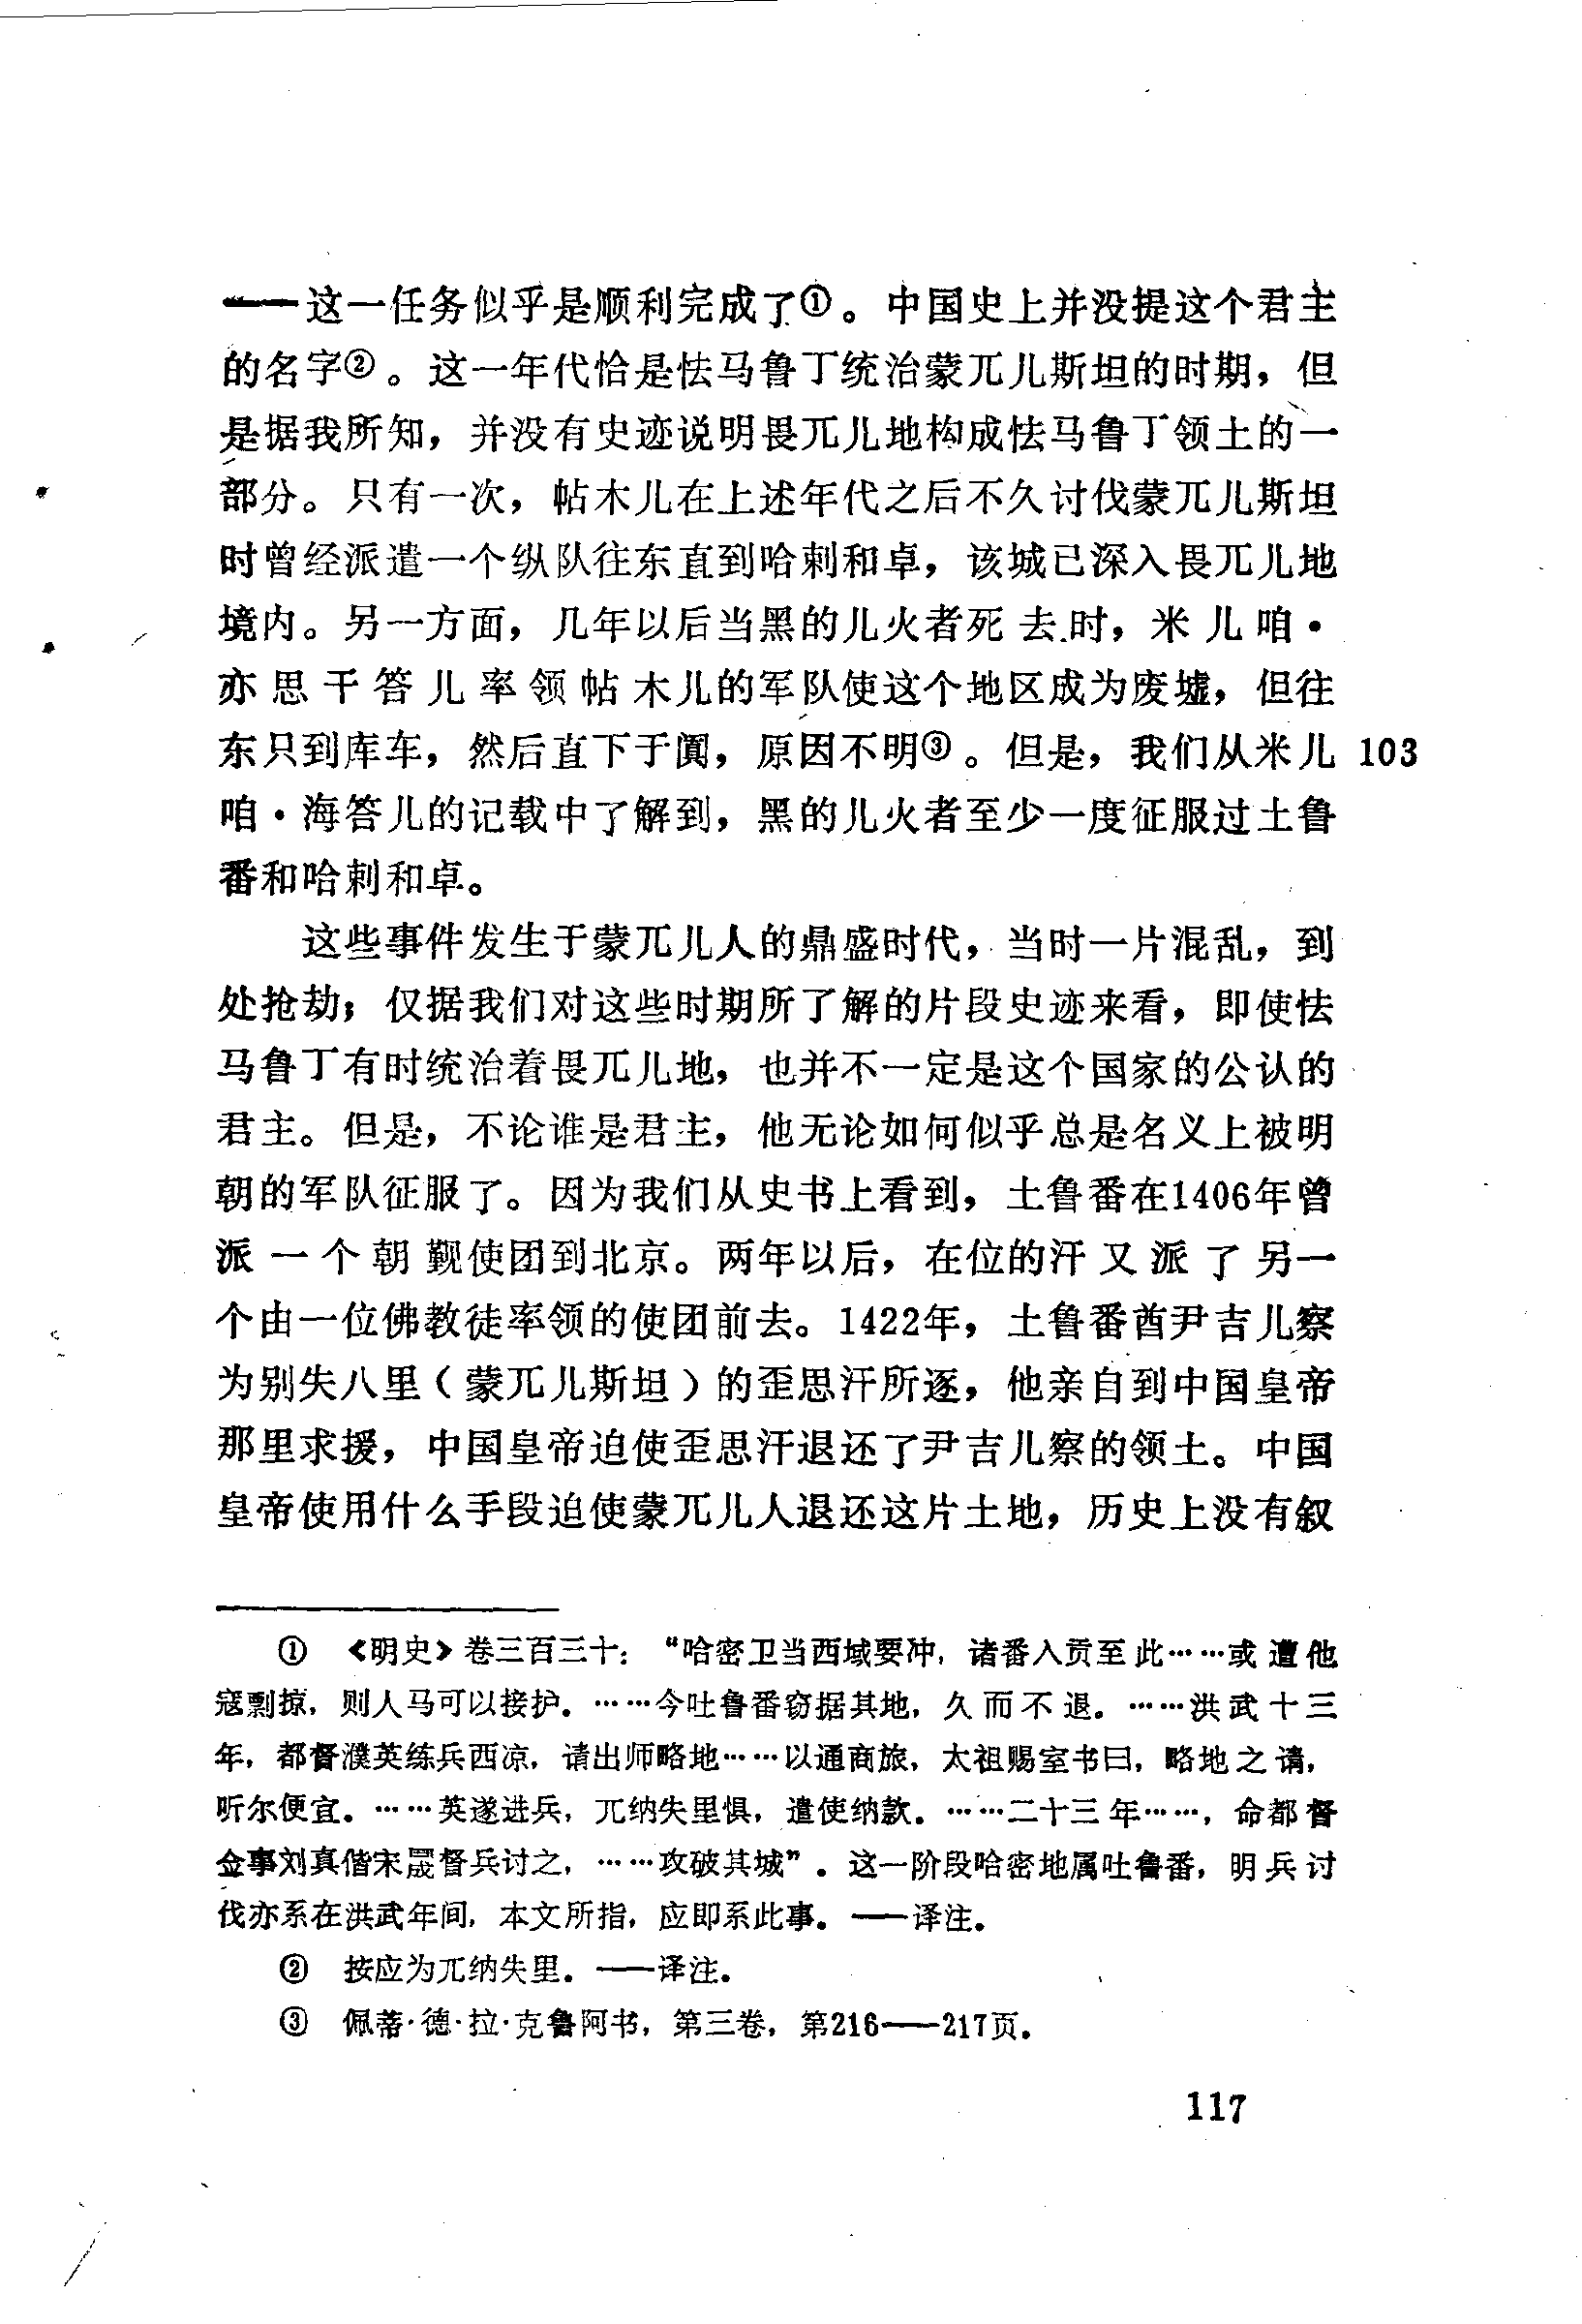 ——这一任务似乎是顺利完成了①。中国史上并没提这个君主
的名字②。这一年代恰是怯马鲁丁统治蒙兀儿斯坦的时期，但
是据我所知，并没有史迹说明畏兀儿地构成怯马鲁丁领土的一
部分。只有一次，帖木儿在上述年代之后不久讨伐蒙兀儿斯坦
时曾经派遣一个纵队往东直到哈剌和卓，该城已深入畏兀儿地
境内。另一方面，几年以后当黑的儿火者死去时，米儿咱·
亦思干答儿率领帖木儿的军队使这个地区成为废墟，但往
东只到库车，然后直下于阗，原因不明③。但是，我们从米儿 103
咱·海答儿的记载中了解到，黑的儿火者至少一度征服过土鲁
番和哈剌和卓。
这些事件发生于蒙兀儿人的鼎盛时代，当时一片混乱，到
处抢劫；仅据我们对这些时期所了解的片段史迹来看，即使怯
马鲁丁有时统治着畏兀儿地，也并不一定是这个国家的公认的
君主。但是，不论谁是君主，他无论如何似乎总是名义上被明
朝的军队征服了。因为我们从史书上看到，土鲁番在1406年曾
派一个朝觐使团到北京。两年以后，在位的汗又派了另一
个由一位佛教徒率领的使团前去。1422年，土鲁番酋尹吉儿察
为别失八里（蒙兀儿斯坦）的歪思汗所逐，他亲自到中国皇帝
那里求援，中国皇帝迫使歪思汗退还了尹吉儿察的领土。中国
皇帝使用什么手段迫使蒙兀儿人退还这片土地，历史上没有叙
① 《明史》卷三百三十：“哈密卫当西域要冲，诸番入贡至此……或遭他
寇剽掠，则人马可以接护。……今吐鲁番窃据其地，久而不退。……洪武十三
年，都督濮英练兵西凉，请出师略地……以通商旅，太祖赐室书曰，略地之请，
听尔便宜。……英遂进兵，兀纳失里惧，遣使纳款。……二十三年……，命都督
佥事刘真偕宋晟督兵讨之，……攻破其城”。这一阶段哈密地属吐鲁番，明兵讨
伐亦系在洪武年间，本文所指，应即系此事。——译注。
② 按应为兀纳失里。——译注。
③ 佩蒂·德·拉·克鲁阿书，第三卷，第216——217页。
117